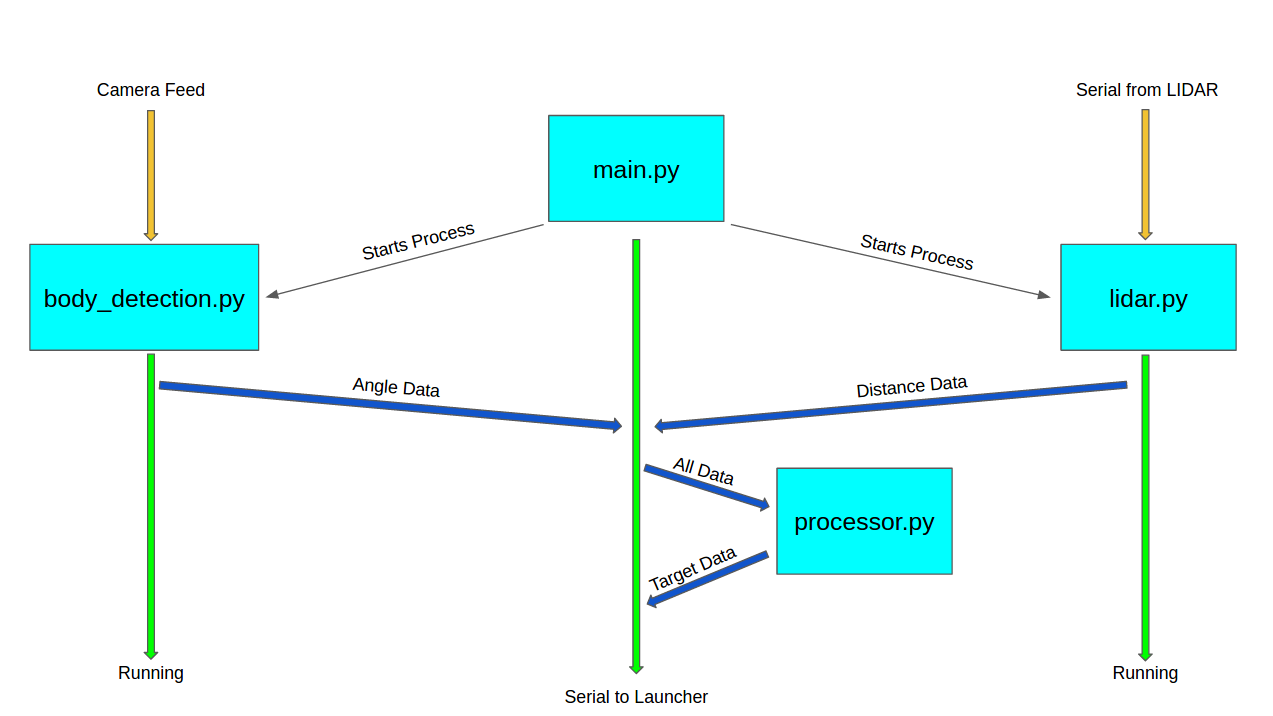 Camera Feed
Serial from LIDAR
main.py
Starts Process
Starts Process
body_detection.py
lidar.py
Angle Data
Distance Data
All Data
processor.py
Target Data
Running
Running
Serial to Launcher